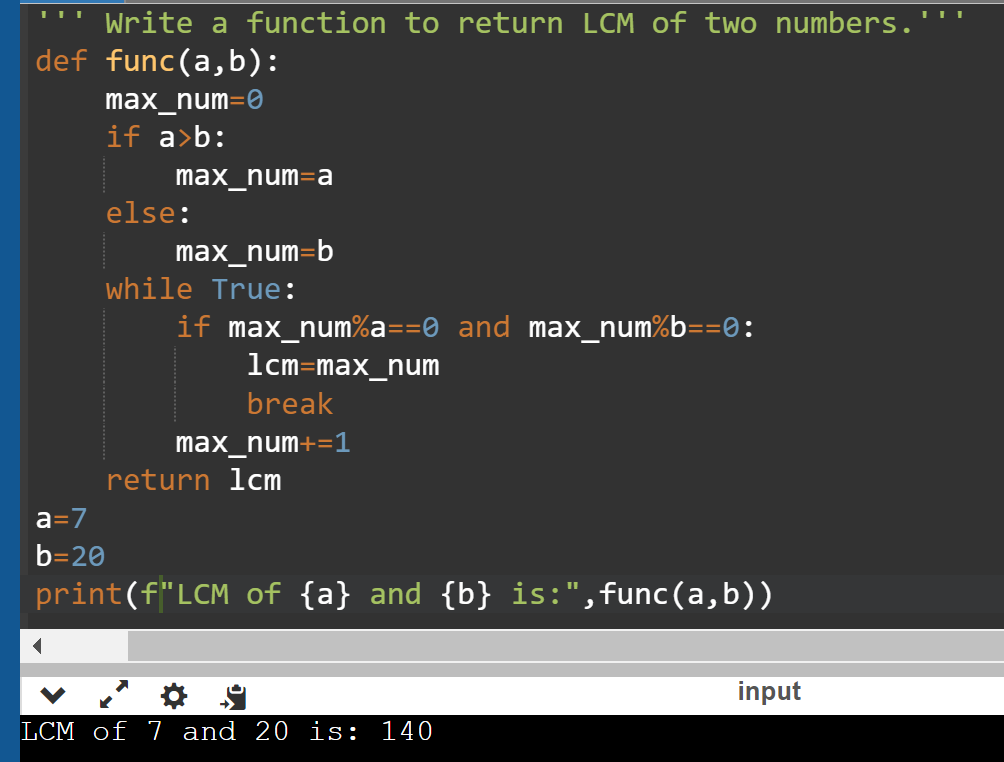 ''' Write a function to return LCM of two numbers.'''
def func(a,b):
    max_num=0
    if a>b:
        max_num=a
    else:
        max_num=b
    while True:
        if max_num%a==0 and max_num%b==0:
            lcm=max_num
            break
        max_num+=1
    return lcm
a=7
b=20
print(f"LCM of {a} and {b} is:",func(a,b))
input
LCM of 7 and 20 is: 140